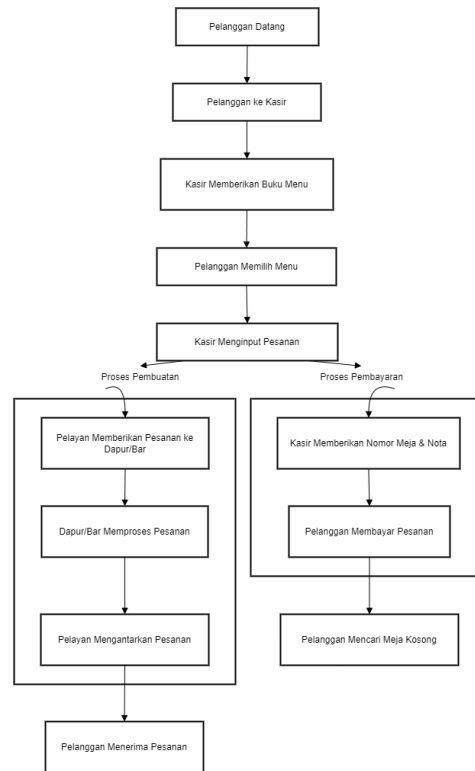 Pelanggan Datang
Pelanggan ke Kasir
Kasir Memberikan Buku Menu
Pelanggan Memilih Menu
Kasir Menginput Pesanan
Proses Pembuatan
Pelayan Memberikan Pesanan ke
Dapur/Bar
Dapur/Bar Memproses Pesanan
Pelayan Mengantarkan Pesanan
Pelanggan Menerima Pesanan
Proses Pembayaran
Kasir Memberikan Nomor Meja & Nota
Pelanggan Membayar Pesanan
Pelanggan Mencari Meja Kosong